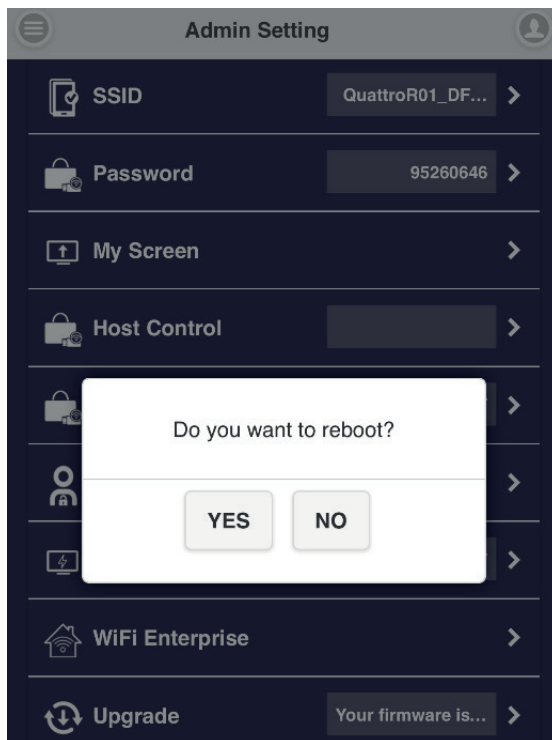 Admin Setting
SSID
QuattroR01_DF...
Password
95260646
My Screen
Host Control
Do you want to reboot?
YES
NO
WiFi Enterprise
Upgrade
Your firmware is...